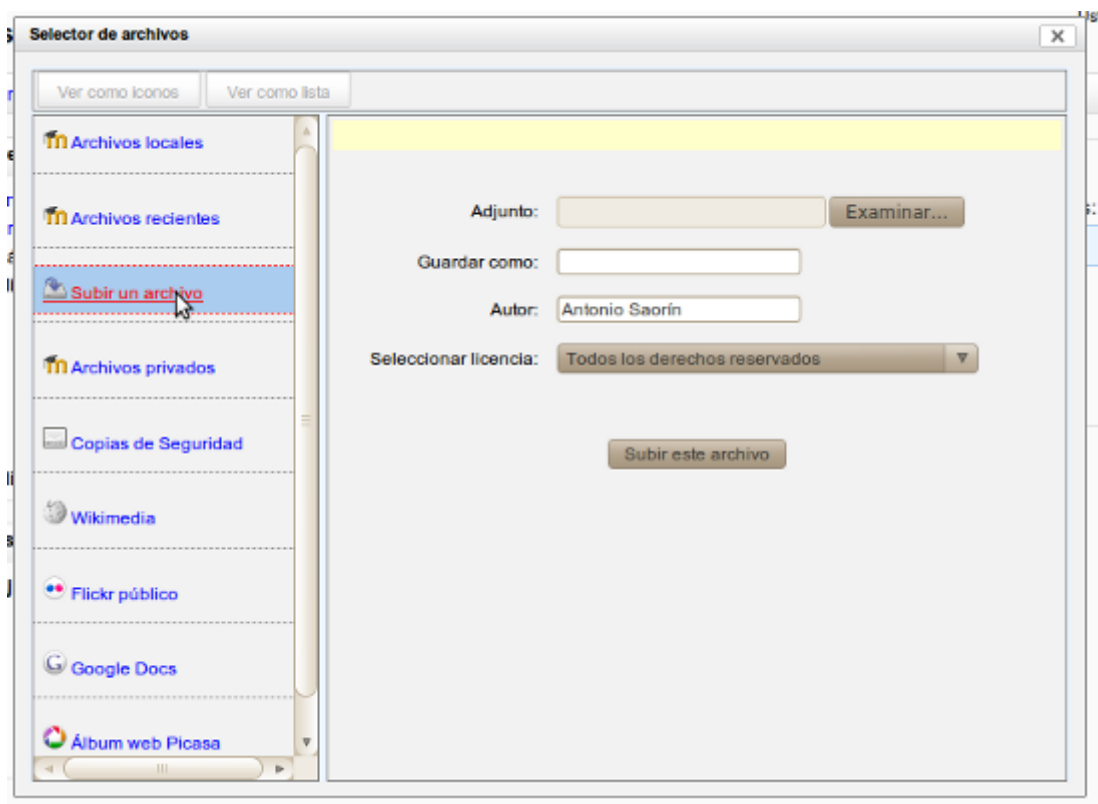 Selector de archivos
Ver como iconos
Ver como lista
Archivos locales
Archivos recientes
Subir un archivo
Archivos privados
Copias de Seguridad
Wikimedia
Flickr público
Google Docs
Álbum web Picasa
Adjunto:
Examinar...
Guardar como:
Autor: Antonio Saorín
Seleccionar licencia: Todos los derechos reservados
Subir este archivo